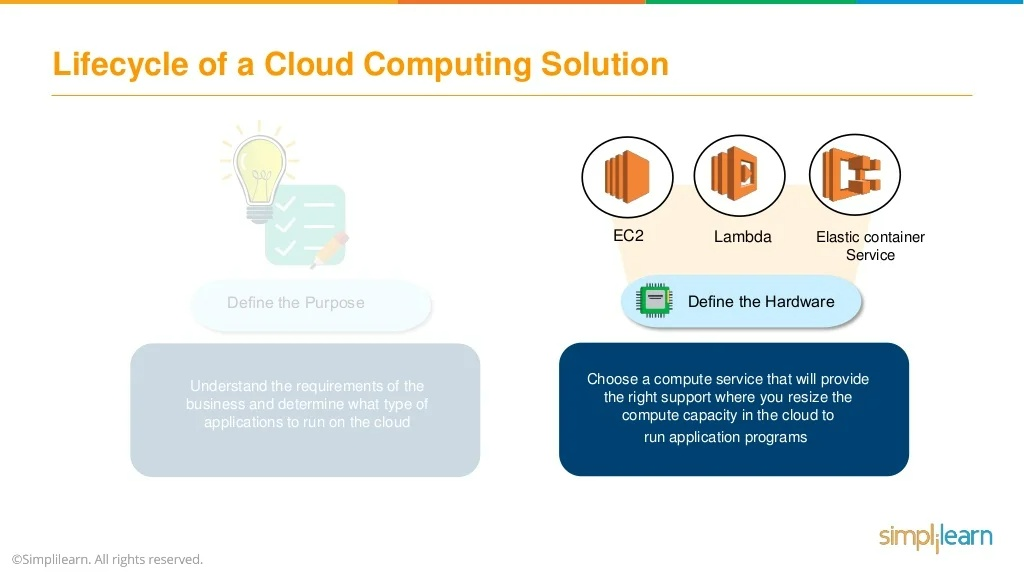 Lifecycle of a Cloud Computing Solution
EC2
Lambda
Elastic container
Service
Define the Purpose
Define the Hardware
Understand the requirements of the
business and determine what type of
applications to run on the cloud
Choose a compute service that will provide
the right support where you resize the
compute capacity in the cloud to
run application programs
simplilearn
©Simplilearn. All rights reserved.